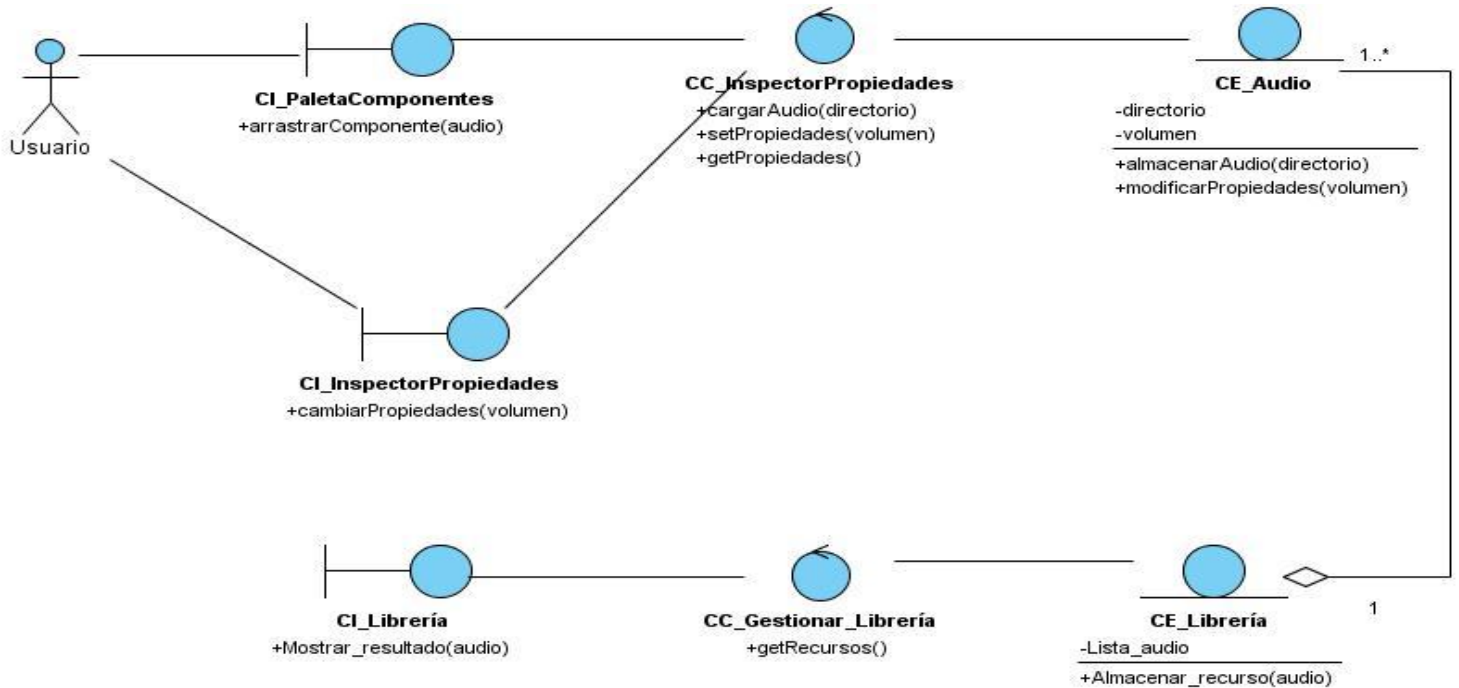 Usuario
CI_PaletaComponentes
+arrastrarComponente(audio)
CC_InspectorPropiedades
+cargarAudio(directorio)
+setPropiedades(volumen)
+getPropiedades()
1..*
CE_Audio
-directorio
-volumen
+almacenarAudio(directorio)
+modificarPropiedades(volumen)
CI_InspectorPropiedades
+cambiarPropiedades(volumen)
CI_Librería
+Mostrar_resultado(audio)
CC_Gestionar_Librería
+getRecursos()
1
CE_Librería
-Lista_audio
+Almacenar_recurso(audio)